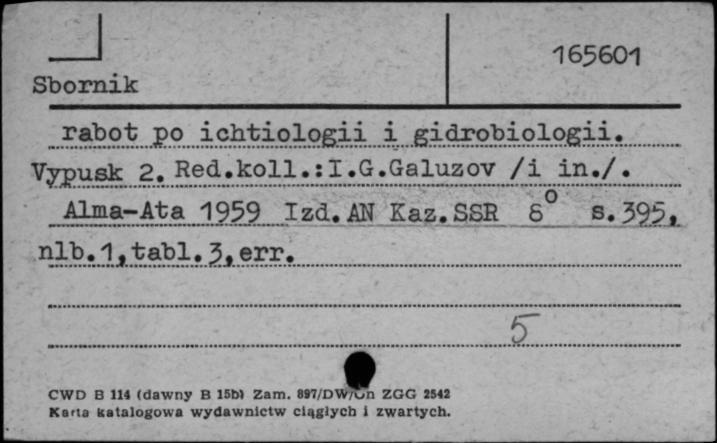 165601
Sbornik
rabot po ichtiologii i gidrobiologii.
Vypusk 2. Red.koll.:I.G.Galuzov /i in./.
Alma-Ata 1959 Izd.AN Kaz.SSR 8° s.395,
nlb.1,tabl.3,err.
5
CWD B 114 (dawny B 15b) Zam. 897/DW/Un ZGG 2542
Karta katalogowa wydawnictw ciągłych i zwartych.